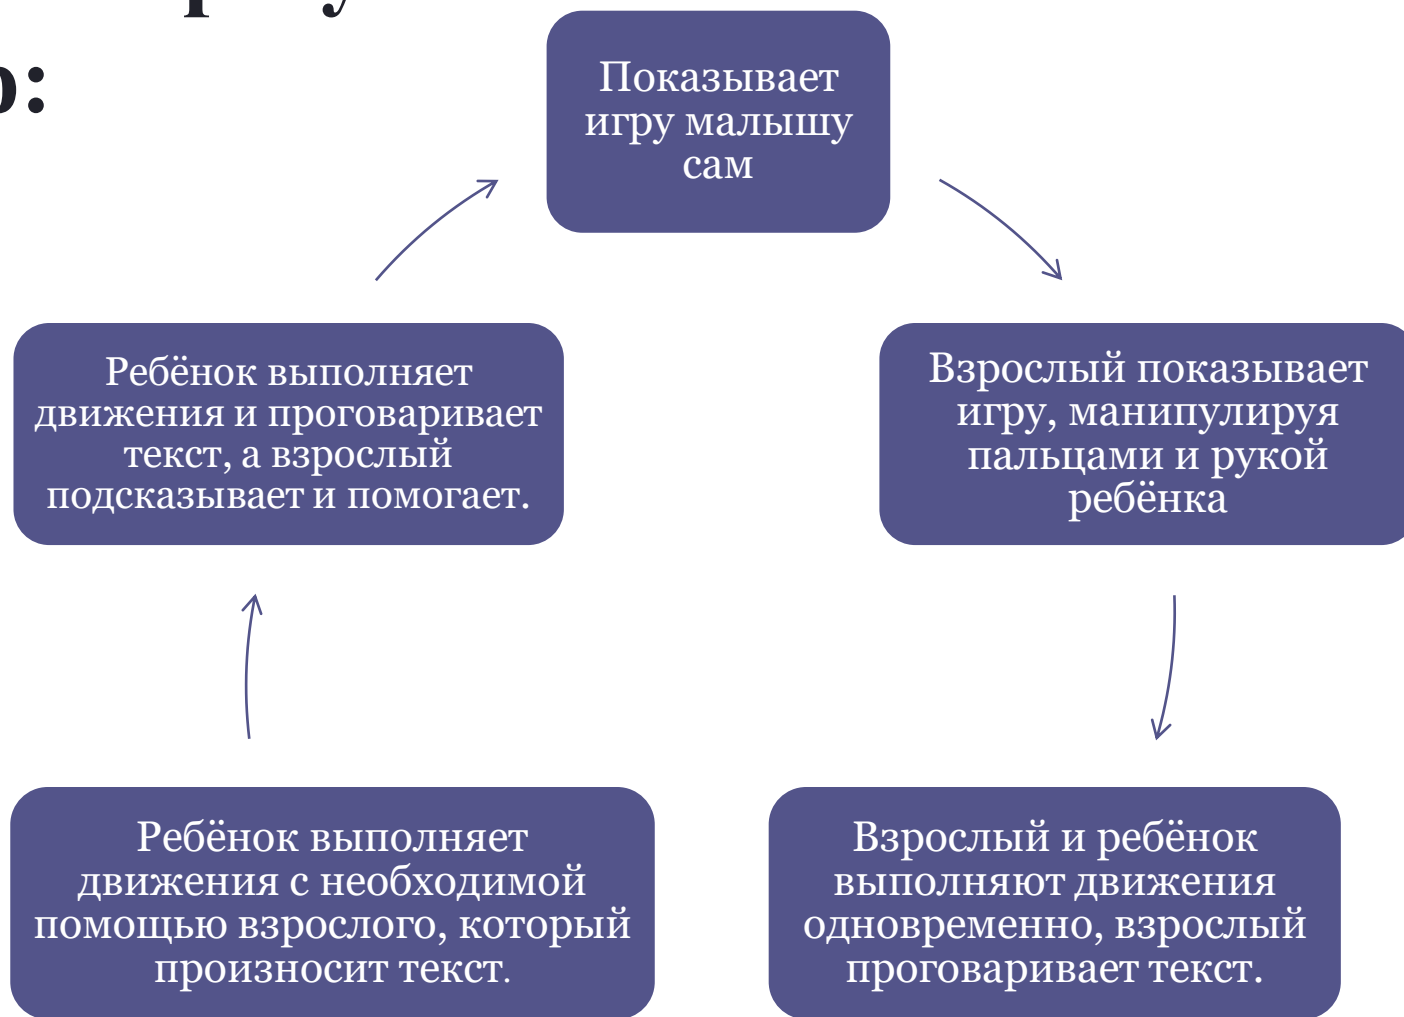 Показывает
игру малышу
сам
Взрослый показывает
игру, манипулируя
пальцами и рукой
ребёнка
Взрослый и ребёнок
выполняют движения
одновременно, взрослый
проговаривает текст.
Ребёнок выполняет
движения с необходимой
помощью взрослого, который
произносит текст.
Ребёнок выполняет
движения и проговаривает
текст, а взрослый
подсказывает и помогает.